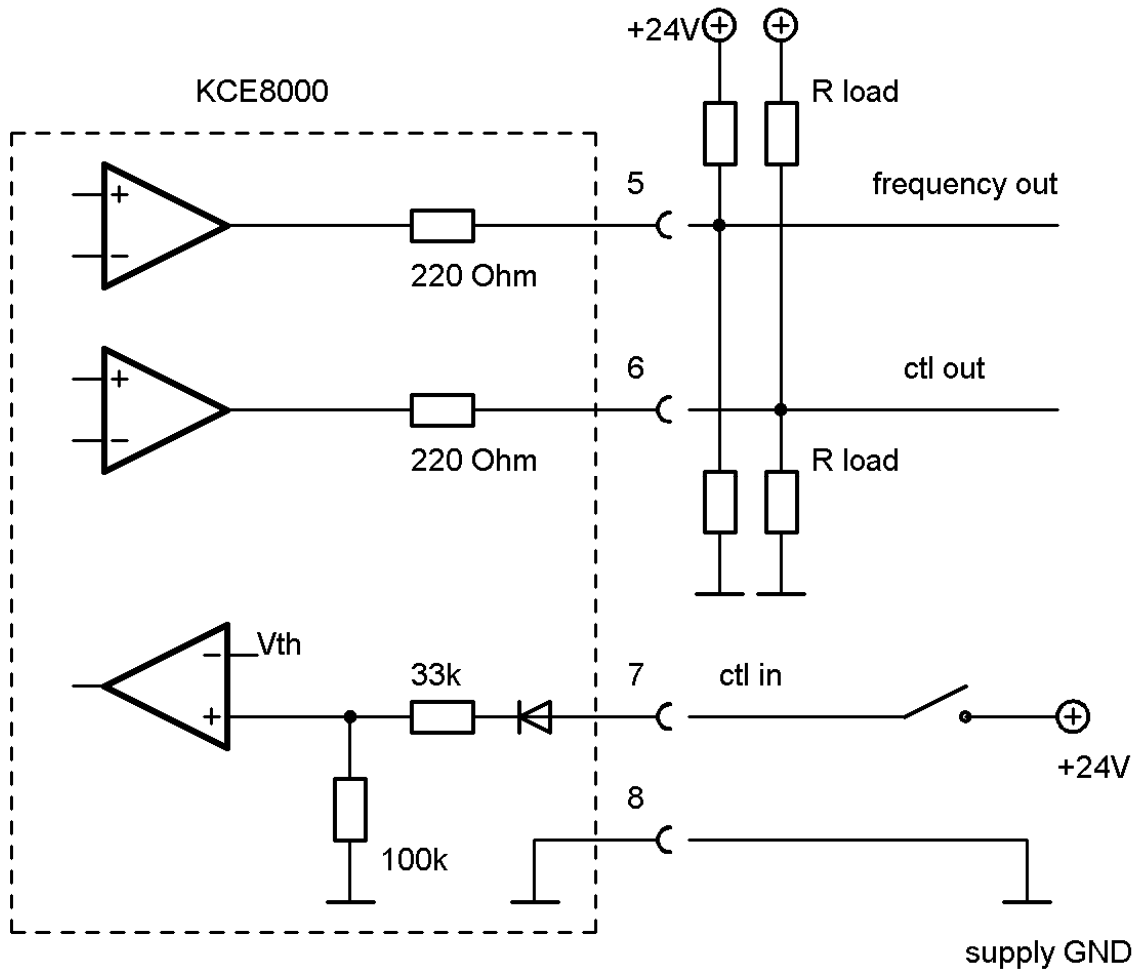 +24V
KCE8000
R load
5
frequency out
+
−
220 Ohm
6
ctl out
+
−
220 Ohm
R load
Vth
−
33k
7
ctl in
+
+24V
8
100k
supply GND